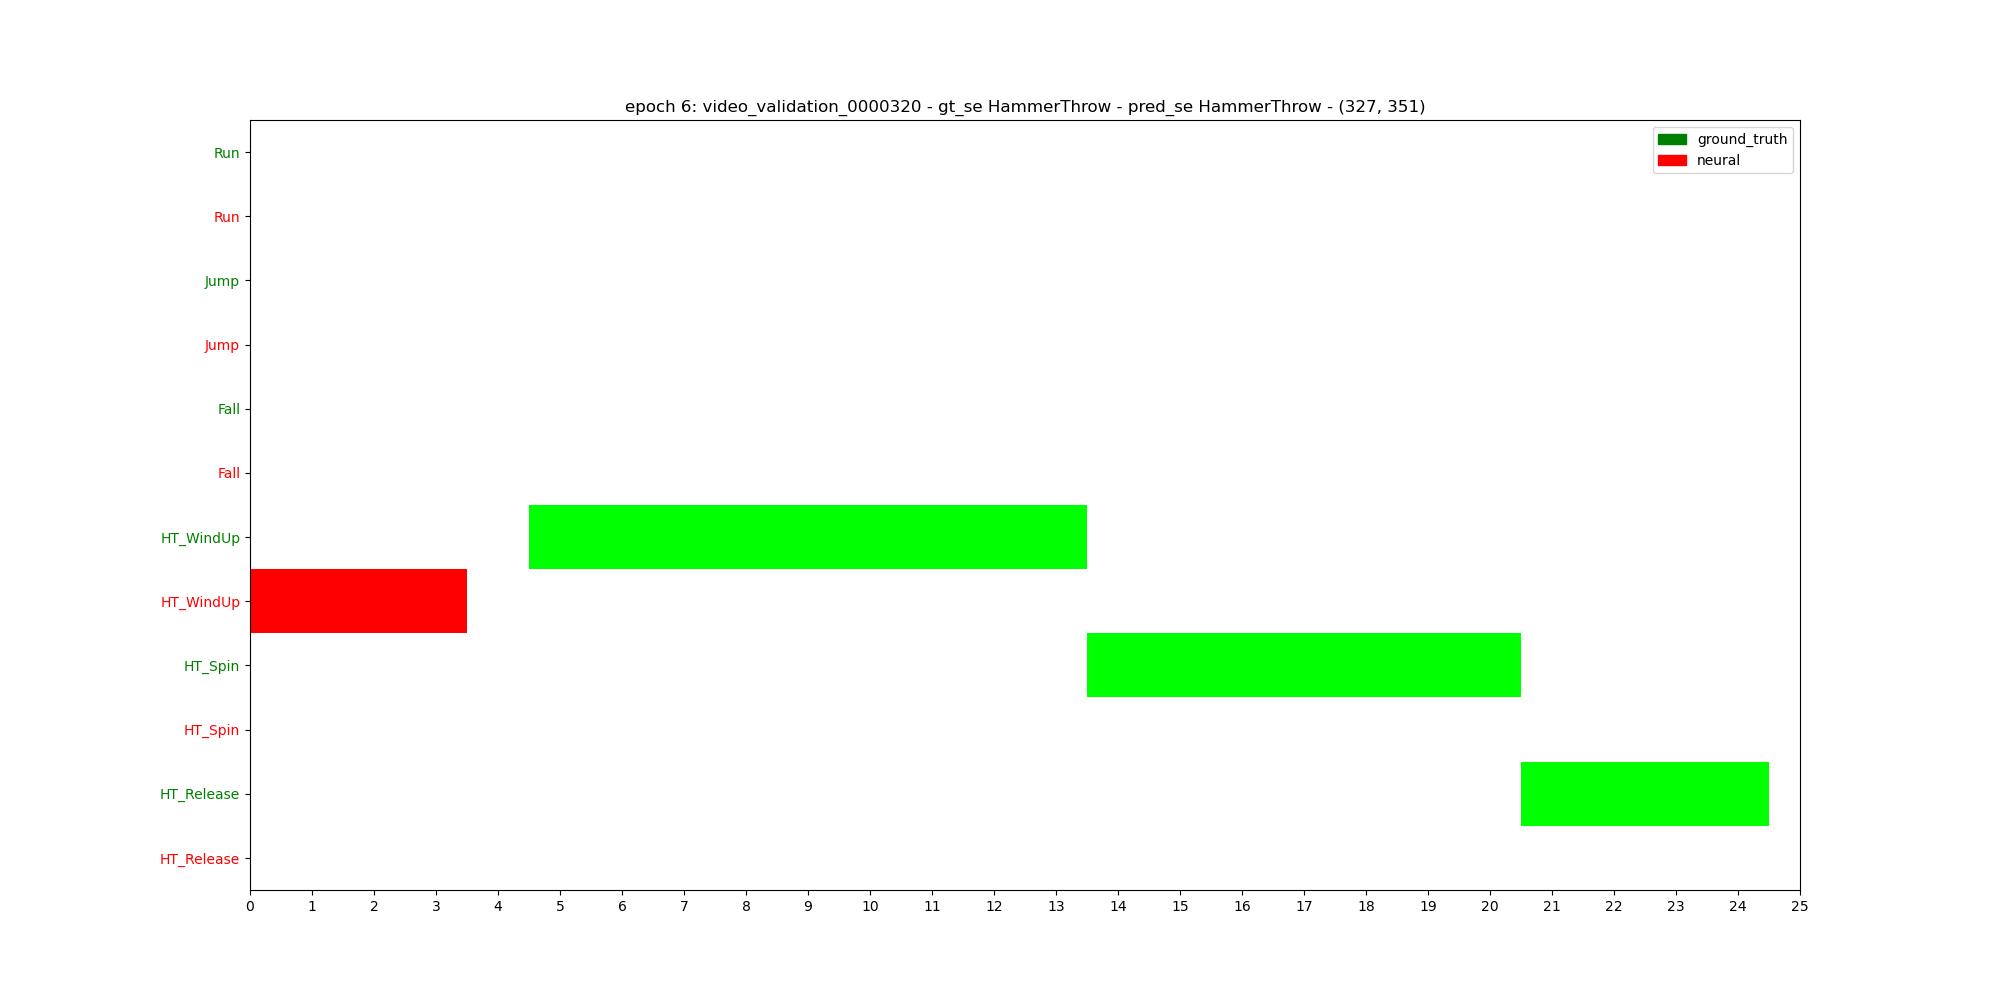 epoch 6: video_validation_0000320 - gt_se HammerThrow - pred_se HammerThrow - (327, 351)
ground_truth
neural
Run
Run
Jump
Jump
Fall
Fall
HT_WindUp
HT_WindUp
HT_Spin
HT_Spin
HT_Release
HT_Release
0 1 2 3 4 5 6 7 8 9 10 11 12 13 14 15 16 17 18 19 20 21 22 23 24 25